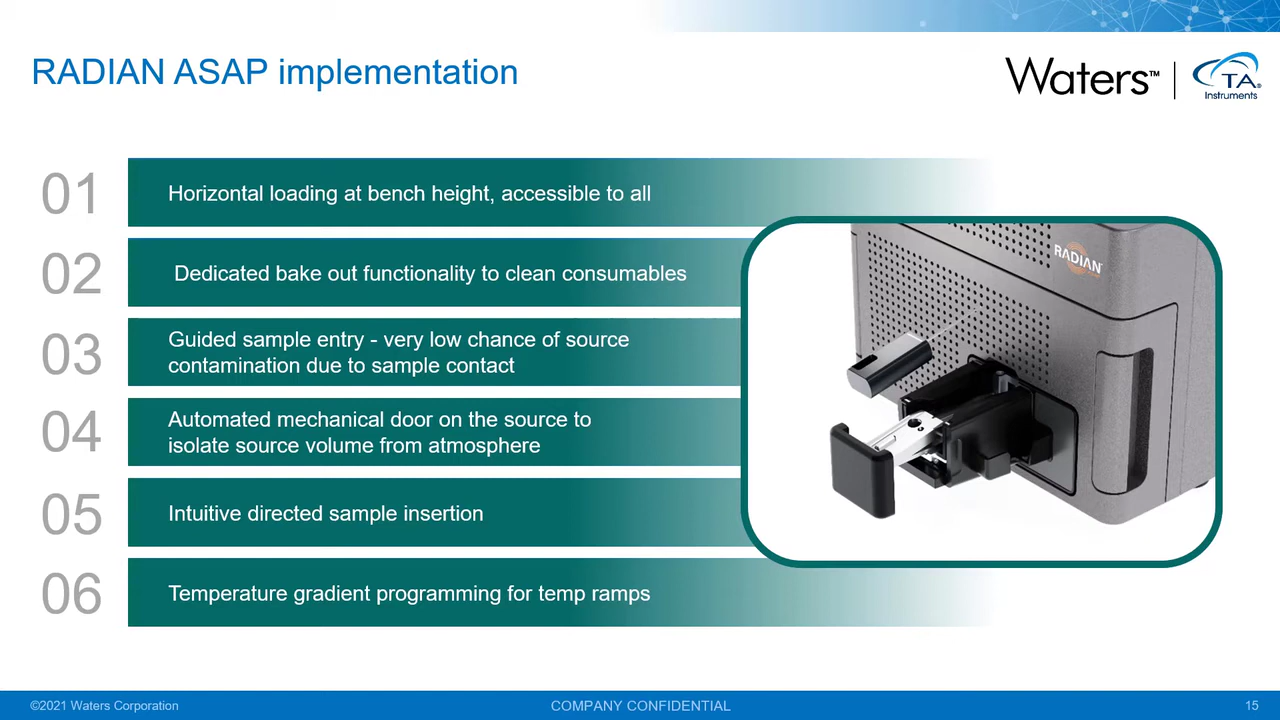 RADIAN ASAP implementation
Waters™
TA
Instruments
01
Horizontal loading at bench height, accessible to all
02
Dedicated bake out functionality to clean consumables
03
Guided sample entry - very low chance of source
contamination due to sample contact
04
Automated mechanical door on the source to
isolate source volume from atmosphere
05
Intuitive directed sample insertion
06
Temperature gradient programming for temp ramps
RADIAN
©2021 Waters Corporation
COMPANY CONFIDENTIAL
15